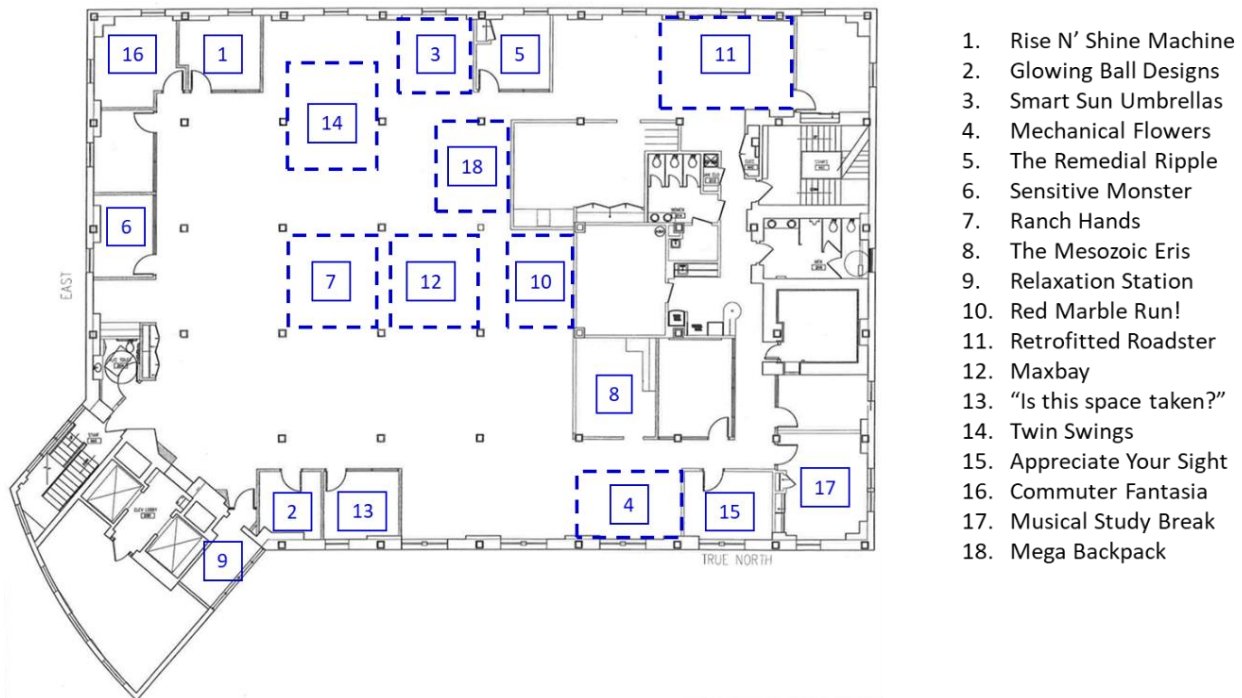 16
1
3
5
11
14
18
6
7
12
10
EAST
8
2
13
4
15
17
9
TRUE NORTH
1. Rise N’ Shine Machine
2. Glowing Ball Designs
3. Smart Sun Umbrellas
4. Mechanical Flowers
5. The Remedial Ripple
6. Sensitive Monster
7. Ranch Hands
8. The Mesozoic Eris
9. Relaxation Station
10. Red Marble Run!
11. Retrofitted Roadster
12. Maxbay
13. “Is this space taken?”
14. Twin Swings
15. Appreciate Your Sight
16. Commuter Fantasia
17. Musical Study Break
18. Mega Backpack